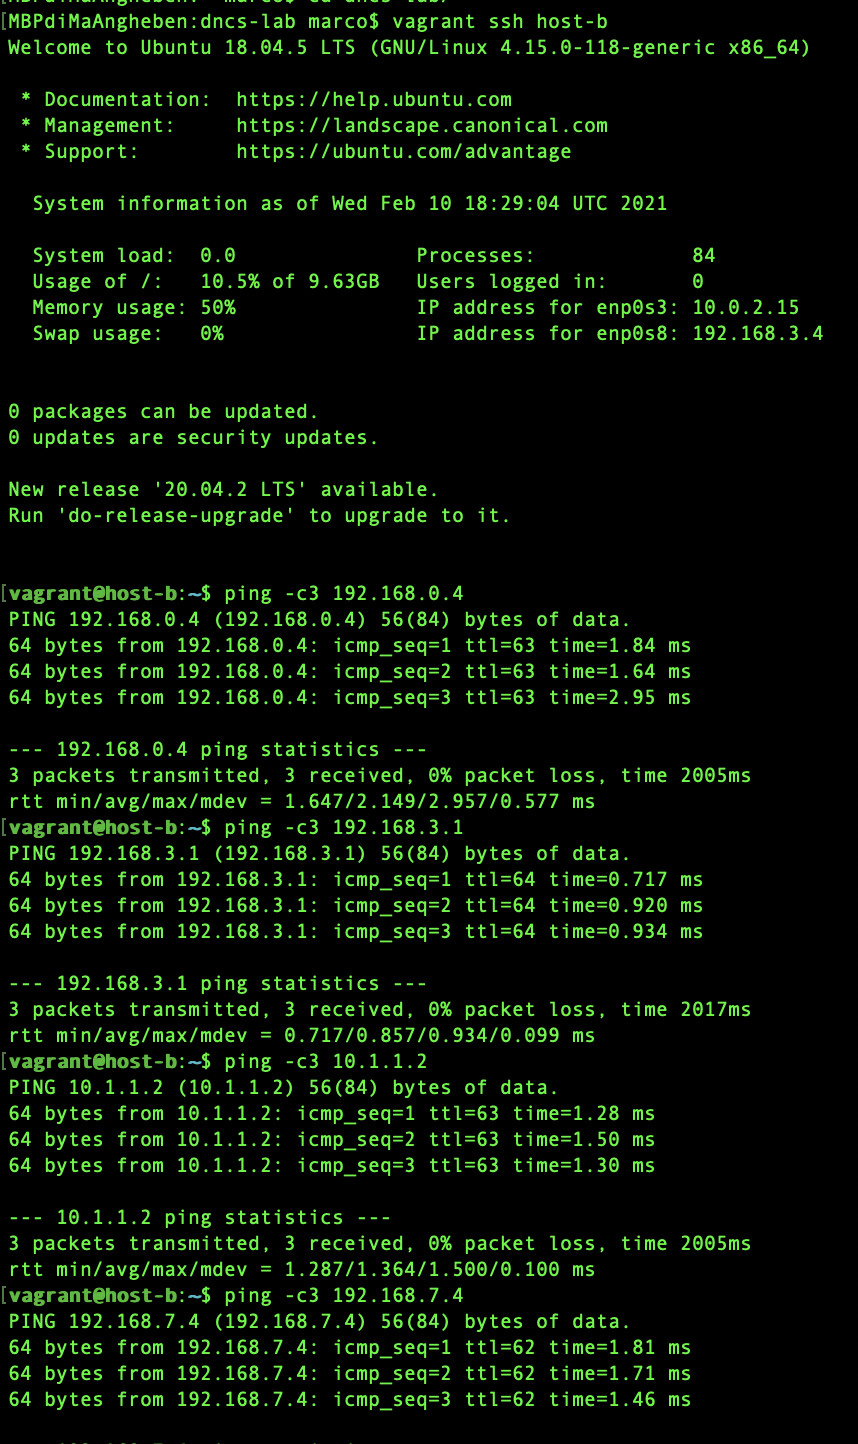 [MBPdiMaAngheben:dncs-lab marco$ vagrant ssh host-b
Welcome to Ubuntu 18.04.5 LTS (GNU/Linux 4.15.0-118-generic x86_64)
* Documentation:  https://help.ubuntu.com
* Management:     https://landscape.canonical.com
* Support:        https://ubuntu.com/advantage
System information as of Wed Feb 10 18:29:04 UTC 2021
System load:  0.0               Processes:             84
Usage of /:   10.5% of 9.63GB   Users logged in:       0
Memory usage: 50%               IP address for enp0s3: 10.0.2.15
Swap usage:   0%                IP address for enp0s8: 192.168.3.4
0 packages can be updated.
0 updates are security updates.
New release '20.04.2 LTS' available.
Run 'do-release-upgrade' to upgrade to it.
[vagrant@host-b:~$ ping -c3 192.168.0.4
PING 192.168.0.4 (192.168.0.4) 56(84) bytes of data.
64 bytes from 192.168.0.4: icmp_seq=1 ttl=63 time=1.84 ms
64 bytes from 192.168.0.4: icmp_seq=2 ttl=63 time=1.64 ms
64 bytes from 192.168.0.4: icmp_seq=3 ttl=63 time=2.95 ms
--- 192.168.0.4 ping statistics ---
3 packets transmitted, 3 received, 0% packet loss, time 2005ms
rtt min/avg/max/mdev = 1.647/2.149/2.957/0.577 ms
[vagrant@host-b:~$ ping -c3 192.168.3.1
PING 192.168.3.1 (192.168.3.1) 56(84) bytes of data.
64 bytes from 192.168.3.1: icmp_seq=1 ttl=64 time=0.717 ms
64 bytes from 192.168.3.1: icmp_seq=2 ttl=64 time=0.920 ms
64 bytes from 192.168.3.1: icmp_seq=3 ttl=64 time=0.934 ms
--- 192.168.3.1 ping statistics ---
3 packets transmitted, 3 received, 0% packet loss, time 2017ms
rtt min/avg/max/mdev = 0.717/0.857/0.934/0.099 ms
[vagrant@host-b:~$ ping -c3 10.1.1.2
PING 10.1.1.2 (10.1.1.2) 56(84) bytes of data.
64 bytes from 10.1.1.2: icmp_seq=1 ttl=63 time=1.28 ms
64 bytes from 10.1.1.2: icmp_seq=2 ttl=63 time=1.50 ms
64 bytes from 10.1.1.2: icmp_seq=3 ttl=63 time=1.30 ms
--- 10.1.1.2 ping statistics ---
3 packets transmitted, 3 received, 0% packet loss, time 2005ms
rtt min/avg/max/mdev = 1.287/1.364/1.500/0.100 ms
[vagrant@host-b:~$ ping -c3 192.168.7.4
PING 192.168.7.4 (192.168.7.4) 56(84) bytes of data.
64 bytes from 192.168.7.4: icmp_seq=1 ttl=62 time=1.81 ms
64 bytes from 192.168.7.4: icmp_seq=2 ttl=62 time=1.71 ms
64 bytes from 192.168.7.4: icmp_seq=3 ttl=62 time=1.46 ms